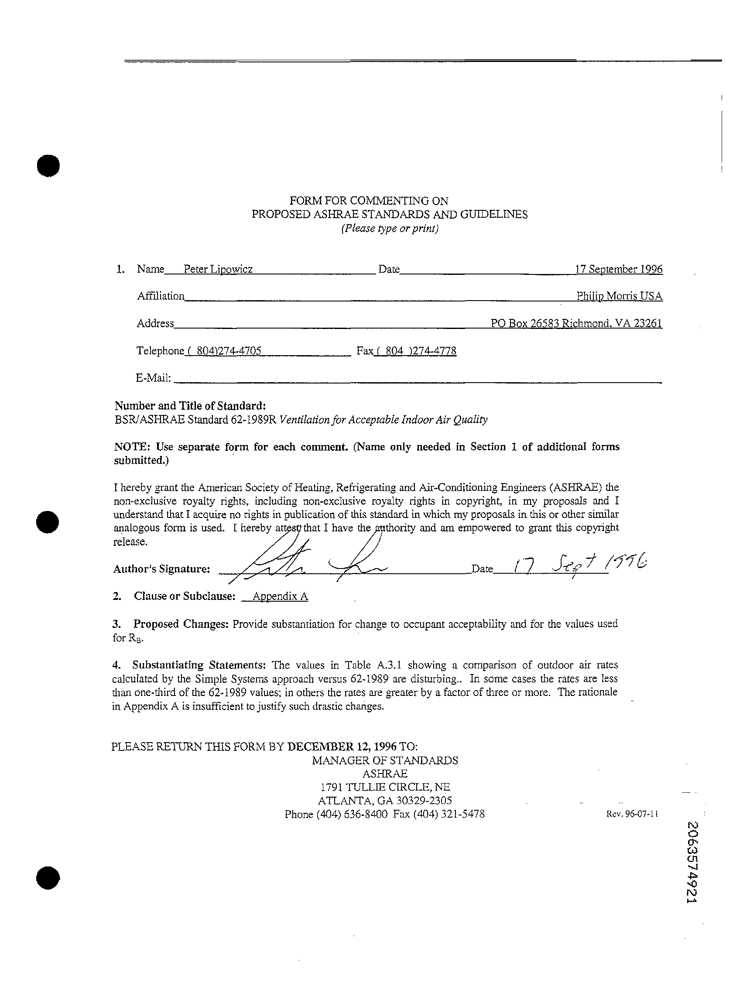 FORM FOR COMMENTING ON
PROPOSED ASHRAE STANDARDS AND GUIDELINES
(Please type or print)
1. Name Peter Lipowicz Date 17 September 1996
Affiliation Philip Morris USA
Address PO Box 26583 Richmond, VA 23261
Telephone ( 804)274-4705 Fax ( 804 )274-4778
E-Mail:
Number and Title of Standard:
BSR/ASHRAE Standard 62-1989R Ventilation for Acceptable Indoor Air Quality
NOTE: Use separate form for each comment. (Name only needed in Section 1 of additional forms
submitted.)
I hereby grant the American Society of Heating, Refrigerating and Air-Conditioning Engineers (ASHRAE) the
non-exclusive royalty rights, including non-exclusive royalty rights in copyright, in my proposals and I
understand that I acquire no rights in publication of this standard in which my proposals in this or other similar
analogous form is used. I hereby attest that I have the authority and am empowered to grant this copyright
release.
Author's Signature: Date 17 Sept 1996
2. Clause or Subclause: Appendix A
3. Proposed Changes: Provide substantiation for change to occupant acceptability and for the values used
for RB.
4. Substantiating Statements: The values in Table A.3.1 showing a comparison of outdoor air rates
calculated by the Simple Systems approach versus 62-1989 are disturbing.. In some cases the rates are less
than one-third of the 62-1989 values; in others the rates are greater by a factor of three or more. The rationale
in Appendix A is insufficient to justify such drastic changes.
PLEASE RETURN THIS FORM BY DECEMBER 12, 1996 TO:
MANAGER OF STANDARDS
ASHRAE
1791 TULLIE CIRCLE, NE
ATLANTA, GA 30329-2305
Phone (404) 636-8400 Fax (404) 321-5478
Rev. 96-07-11
2063574921